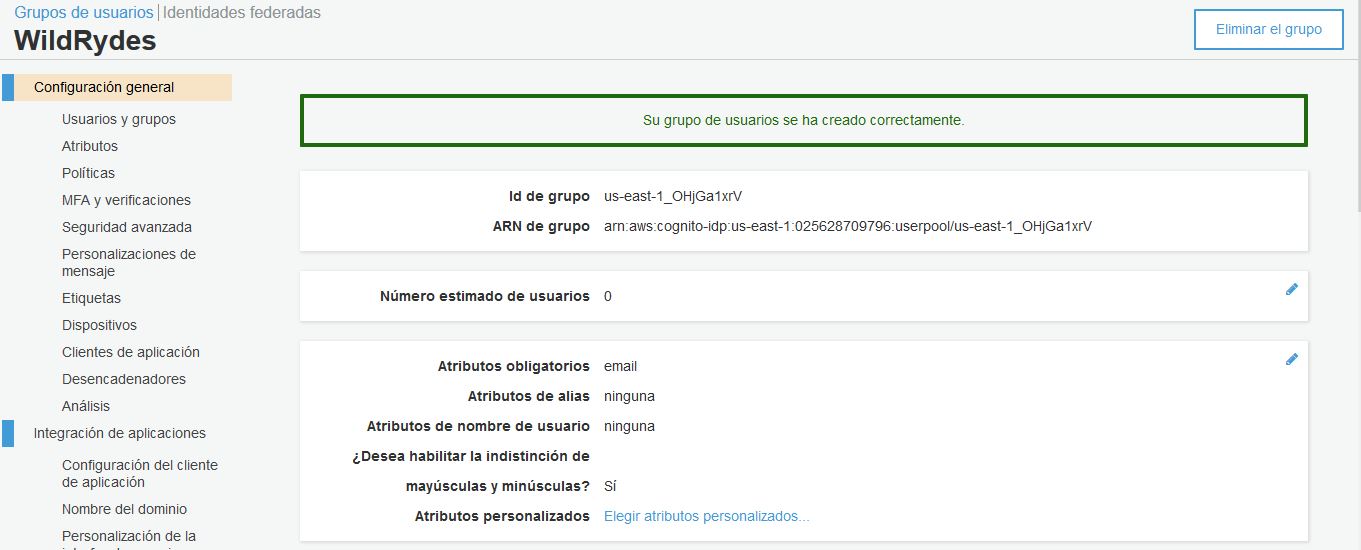 Grupos de usuarios | Identidades federadas
WildRydes
Eliminar el grupo
Configuración general
Usuarios y grupos
Atributos
Políticas
MFA y verificaciones
Seguridad avanzada
Personalizaciones de
mensaje
Etiquetas
Dispositivos
Clientes de aplicación
Desencadenadores
Análisis
Integración de aplicaciones
Configuración del cliente
de aplicación
Nombre del dominio
Personalización de la
Su grupo de usuarios se ha creado correctamente.
Id de grupo us-east-1_OHjGa1xrV
ARN de grupo arn:aws:cognito-idp:us-east-1:025628709796:userpool/us-east-1_OHjGa1xrV
Número estimado de usuarios 0
Atributos obligatorios email
Atributos de alias ninguna
Atributos de nombre de usuario ninguna
¿Desea habilitar la indistinción de
mayúsculas y minúsculas? Sí
Atributos personalizados Elegir atributos personalizados...